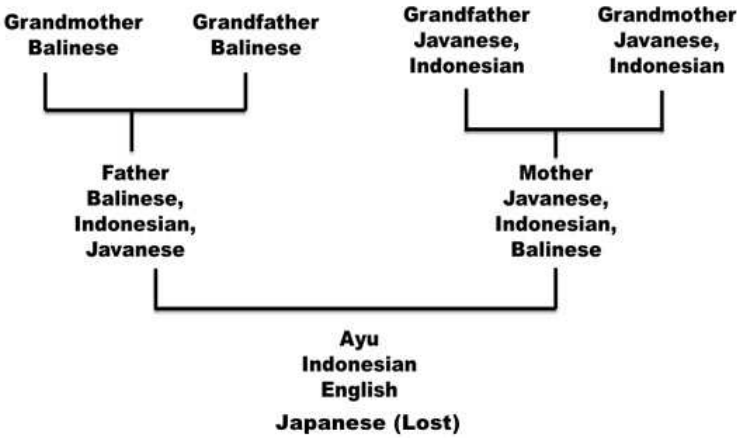 Grandmother
Balinese
Grandfather
Balinese
Grandfather
Javanese,
Indonesian
Grandmother
Javanese,
Indonesian
Father
Balinese,
Indonesian,
Javanese
Mother
Javanese,
Indonesian,
Balinese
Ayu
Indonesian
English
Japanese (Lost)